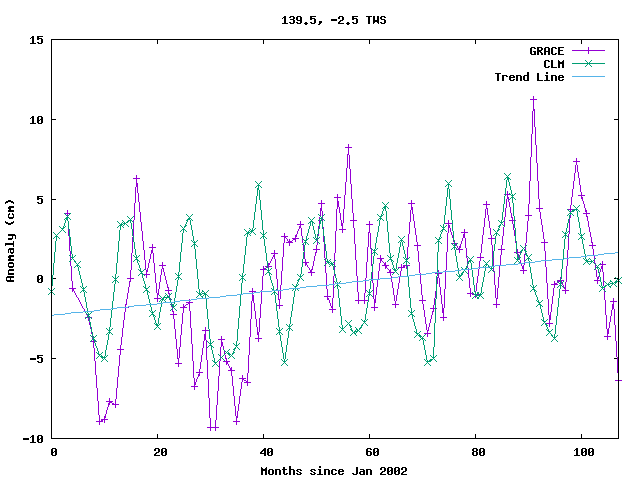 139.5, -2.5 TWS
GRACE
CLM
Trend Line
15
10
5
0
-5
-10
Anomaly (cm)
0 20 40 60 80 100
Months since Jan 2002